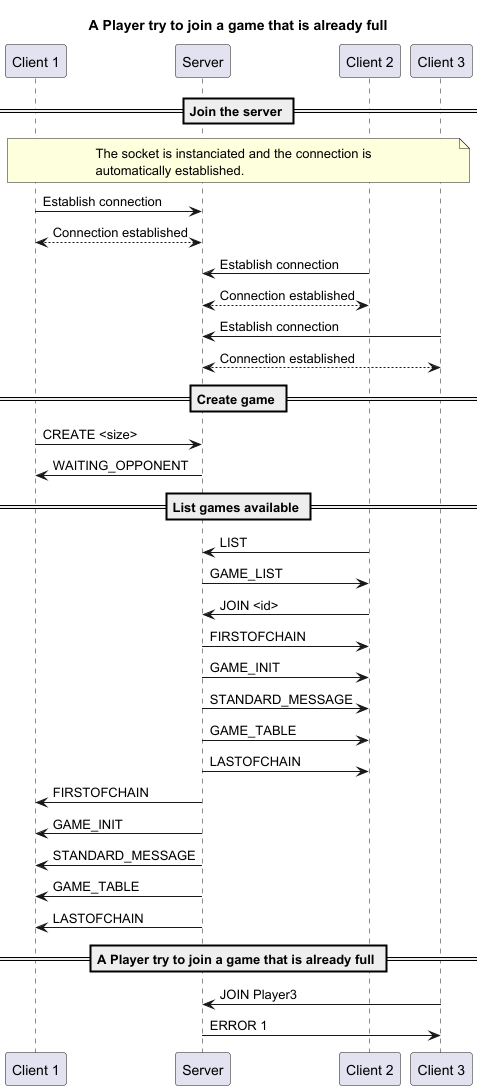 A Player try to join a game that is already full
Client 1 Server Client 2 Client 3
Join the server
The socket is instanciated and the connection is
automatically established.
Establish connection
Connection established
Establish connection
Connection established
Establish connection
Connection established
Create game
CREATE <size>
WAITING_OPPONENT
List games available
LIST
GAME_LIST
JOIN <id>
FIRSTOFCHAIN
GAME_INIT
STANDARD_MESSAGE
GAME_TABLE
LASTOFCHAIN
FIRSTOFCHAIN
GAME_INIT
STANDARD_MESSAGE
GAME_TABLE
LASTOFCHAIN
A Player try to join a game that is already full
JOIN Player3
ERROR 1
Client 1 Server Client 2 Client 3